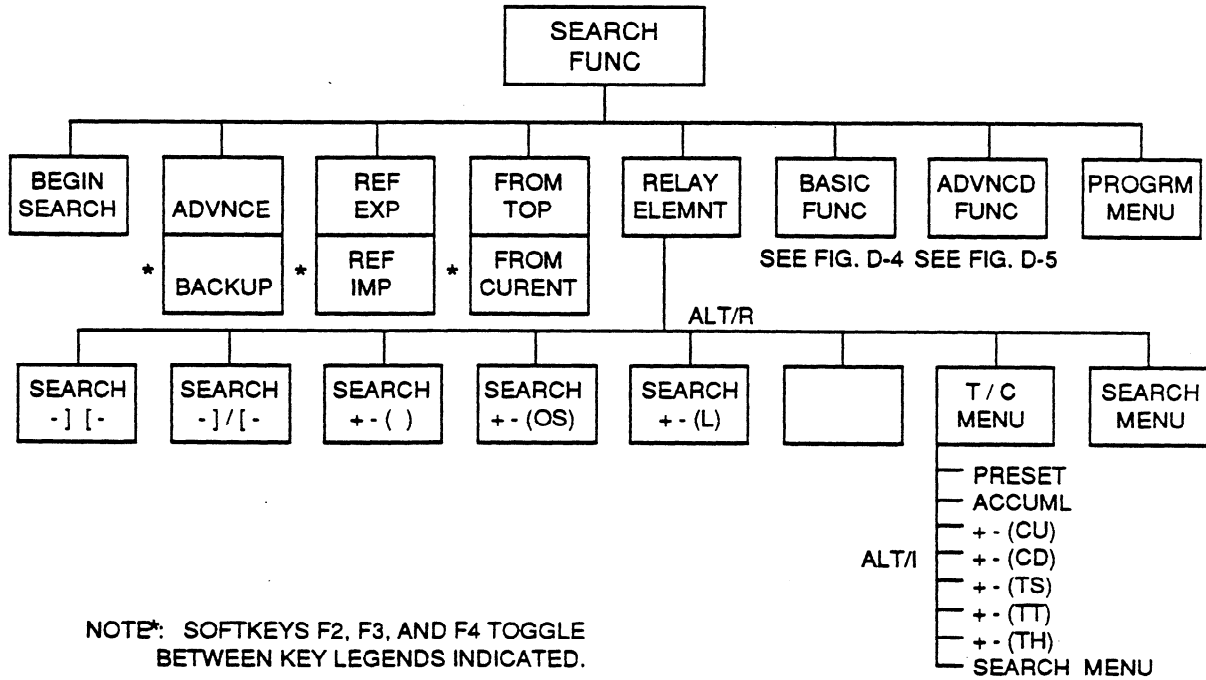 SEARCH
FUNC
BEGIN
SEARCH
ADVNCE
* BACKUP
REF
EXP
* REF
IMP
FROM
TOP
* FROM
CURENT
RELAY
ELEMNT
BASIC
FUNC
SEE FIG. D-4
ADVNCD
FUNC
SEE FIG. D-5
PROGRM
MENU
ALT/R
SEARCH
- ] [ -
SEARCH
- ] / [ -
SEARCH
+ - ( )
SEARCH
+ - (OS)
SEARCH
+ - (L)
T / C
MENU
SEARCH
MENU
ALT/I
PRESET
ACCUML
+ - (CU)
+ - (CD)
+ - (TS)
+ - (TT)
+ - (TH)
SEARCH MENU
NOTE*: SOFTKEYS F2, F3, AND F4 TOGGLE
BETWEEN KEY LEGENDS INDICATED.